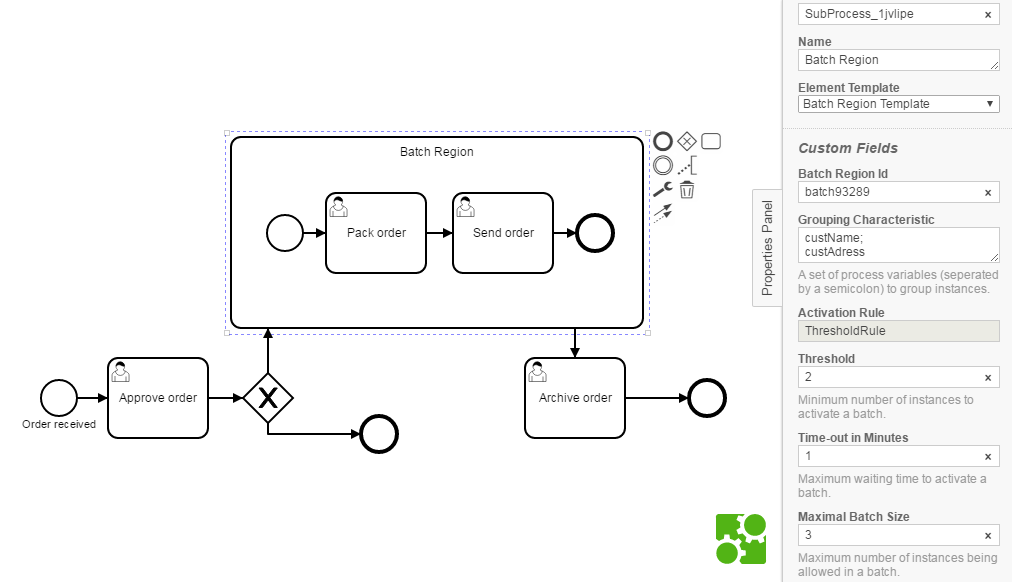 Batch Region
Pack order
Send order
Approve order
Archive order
Order received
Properties Panel
SubProcess_1jvlipe
Name
Batch Region
Element Template
Batch Region Template
Custom Fields
Batch Region Id
batch93289
Grouping Characteristic
custName;
custAdress
A set of process variables (seperated
by a semicolon) to group instances.
Activation Rule
ThresholdRule
Threshold
2
Minimum number of instances to
activate a batch.
Time-out in Minutes
1
Maximum waiting time to activate a
batch.
Maximal Batch Size
3
Maximum number of instances being
allowed in a batch.